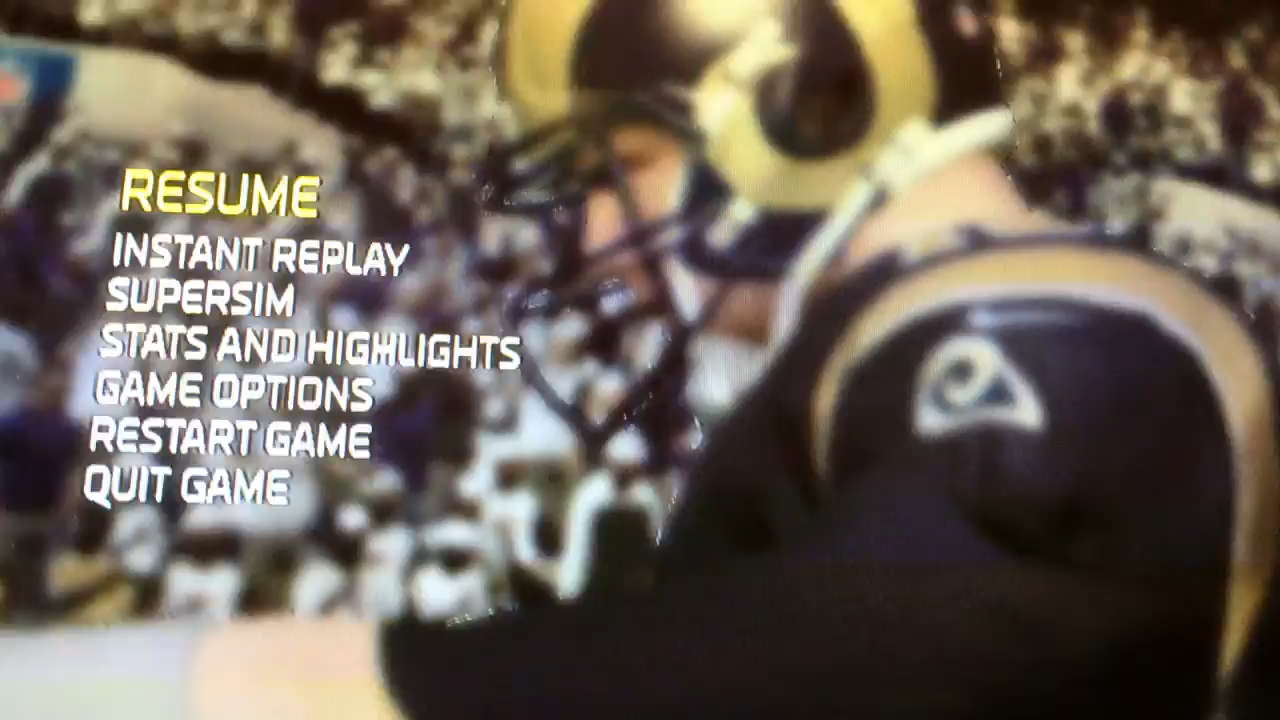 RESUME
INSTANT REPLAY
SUPERSIM
STATS AND HIGHLIGHTS
GAME OPTIONS
RESTART GAME
QUIT GAME